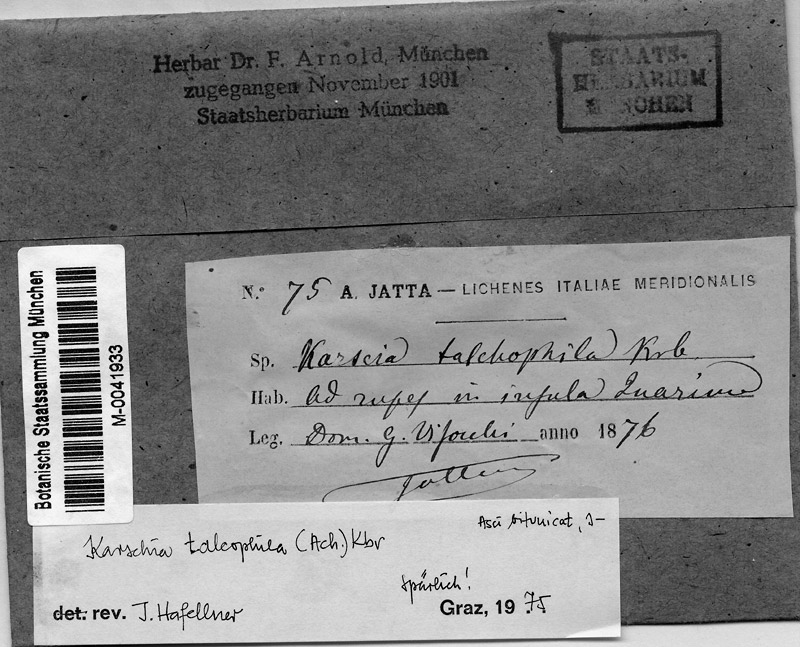 Herbar Dr. F. Arnold, München
zugegangen November 1901
Staatsherbarium München
STAATS-
HERBARIUM
MÜNCHEN
Botanische Staatssammlung München
M-0041933
N.º 75 A. JATTA — LICHENES ITALIAE MERIDIONALIS
Sp. Karscia talchophila Krb.
Hab. Ad rupes in insula Inarime
Leg. Dom. G. anno 1876
Karschia talcophila (Ach.) Kbr
Asci bitunicat, J-
spärlich!
det. rev. J. Hafellner
Graz, 19 75